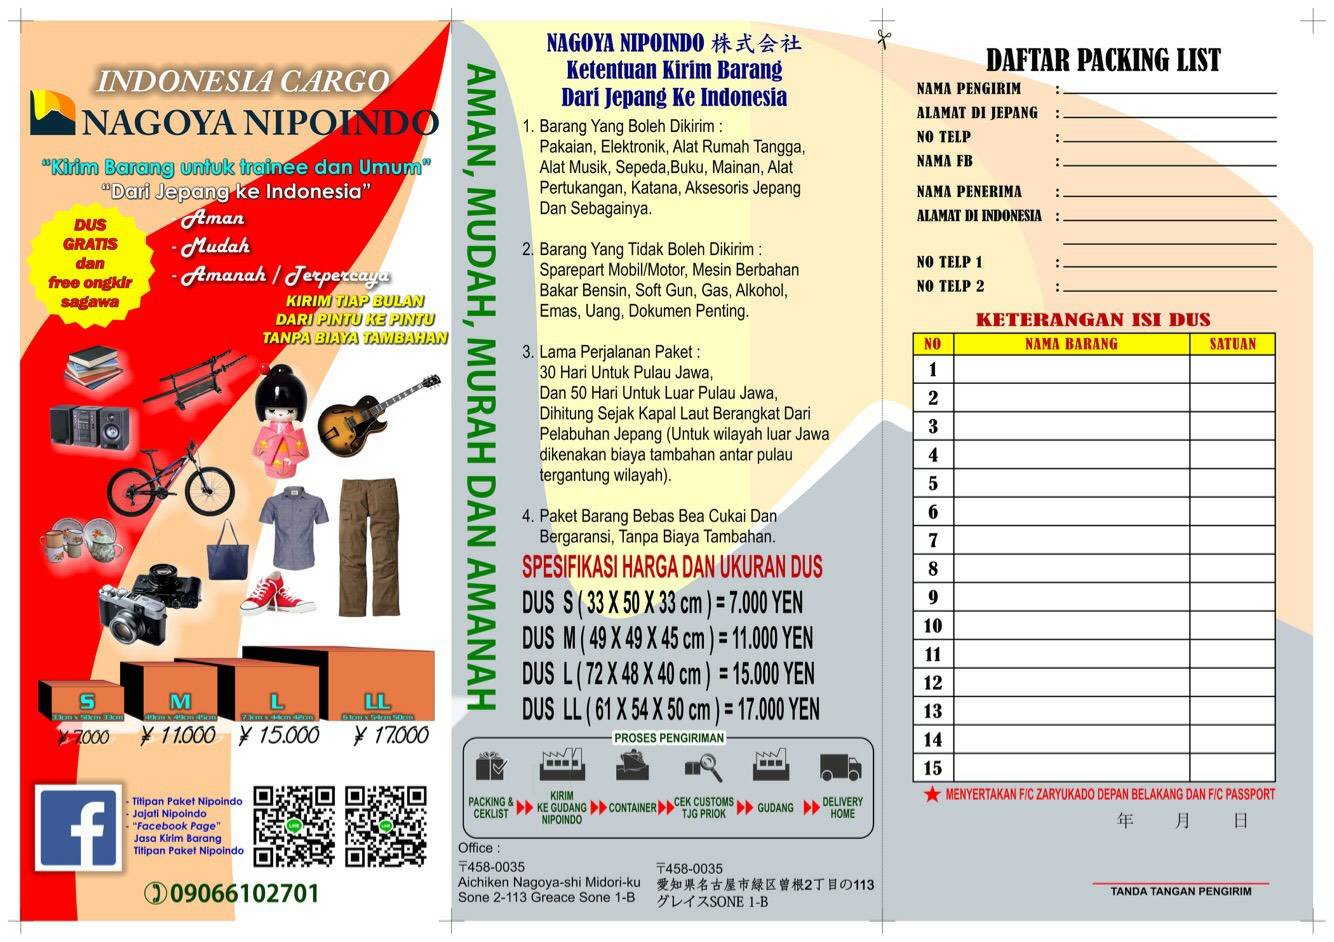 INDONESIA CARGO
NAGOYA NIPOINDO
"Kirim Barang untuk trainee dan Umum"
"Dari Jepang ke Indonesia"
- Aman
- Mudah
- Amanah / Terpercaya
DUS
GRATIS
dan
free ongkir
sagawa
KIRIM TIAP BULAN
DARI PINTU KE PINTU
TANPA BIAYA TAMBAHAN
S
33cm x 50cm 33cm
¥ 7.000
M
49cm x 49cm 45cm
¥ 11.000
L
73cm x 44cm 42cm
¥ 15.000
LL
61cm x 54cm 50cm
¥ 17.000
- Titipan Paket Nipoindo
- Jajati Nipoindo
- "Facebook Page"
Jasa Kirim Barang
Titipan Paket Nipoindo
LINE
LINE
09066102701
AMAN, MUDAH, MURAH DAN AMANAH
NAGOYA NIPOINDO 株式会社
Ketentuan Kirim Barang
Dari Jepang Ke Indonesia
1. Barang Yang Boleh Dikirim :
Pakaian, Elektronik, Alat Rumah Tangga,
Alat Musik, Sepeda,Buku, Mainan, Alat
Pertukangan, Katana, Aksesoris Jepang
Dan Sebagainya.
2. Barang Yang Tidak Boleh Dikirim :
Sparepart Mobil/Motor, Mesin Berbahan
Bakar Bensin, Soft Gun, Gas, Alkohol,
Emas, Uang, Dokumen Penting.
3. Lama Perjalanan Paket :
30 Hari Untuk Pulau Jawa,
Dan 50 Hari Untuk Luar Pulau Jawa,
Dihitung Sejak Kapal Laut Berangkat Dari
Pelabuhan Jepang (Untuk wilayah luar Jawa
dikenakan biaya tambahan antar pulau
tergantung wilayah).
4. Paket Barang Bebas Bea Cukai Dan
Bergaransi, Tanpa Biaya Tambahan.
SPESIFIKASI HARGA DAN UKURAN DUS
DUS S ( 33 X 50 X 33 cm ) = 7.000 YEN
DUS M ( 49 X 49 X 45 cm ) = 11.000 YEN
DUS L ( 72 X 48 X 40 cm ) = 15.000 YEN
DUS LL ( 61 X 54 X 50 cm ) = 17.000 YEN
PROSES PENGIRIMAN
PACKING &
CEKLIST
KIRIM
KE GUDANG
NIPOINDO
CONTAINER
CEK CUSTOMS
TJG PRIOK
GUDANG
DELIVERY
HOME
Office :
〒458-0035
Aichiken Nagoya-shi Midori-ku
Sone 2-113 Greace Sone 1-B
〒458-0035
愛知県名古屋市緑区曽根2丁目の113
グレイスSONE 1-B
DAFTAR PACKING LIST
NAMA PENGIRIM :
ALAMAT DI JEPANG :
NO TELP :
NAMA FB :
NAMA PENERIMA :
ALAMAT DI INDONESIA :
NO TELP 1 :
NO TELP 2 :
KETERANGAN ISI DUS
NO NAMA BARANG SATUAN
1
2
3
4
5
6
7
8
9
10
11
12
13
14
15
MENYERTAKAN F/C ZARYUKADO DEPAN BELAKANG DAN F/C PASSPORT
年 月 日
TANDA TANGAN PENGIRIM